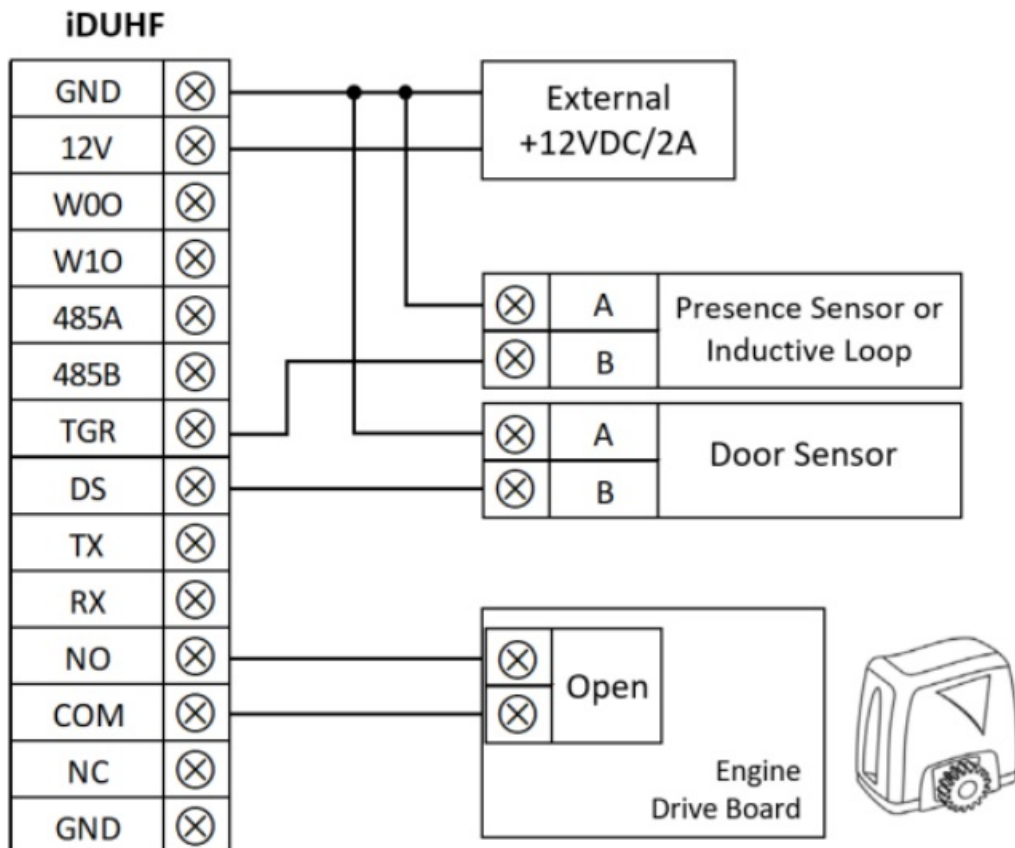 iDUHF
GND
12V
W0O
W1O
485A
485B
TGR
DS
TX
RX
NO
COM
NC
GND
External
+12VDC/2A
A
B
Presence Sensor or
Inductive Loop
A
B
Door Sensor
Open
Engine
Drive Board